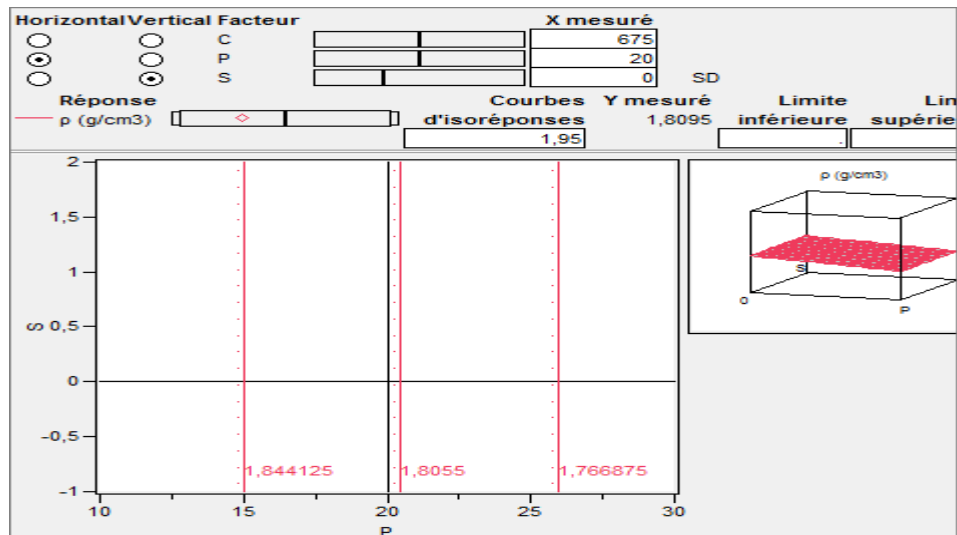 Horizontal Vertical Facteur X mesuré
C 675
P 20
S 0 SD
Réponse Courbes Y mesuré Limite
ρ (g/cm3) d'isoréponses 1,8095 inférieure
1,95 .
ρ (g/cm3)
S
0
P
2
1,5
1
S 0,5
0
-0,5
-1
1,844125 1,8055 1,766875
10 15 20 25 30
P